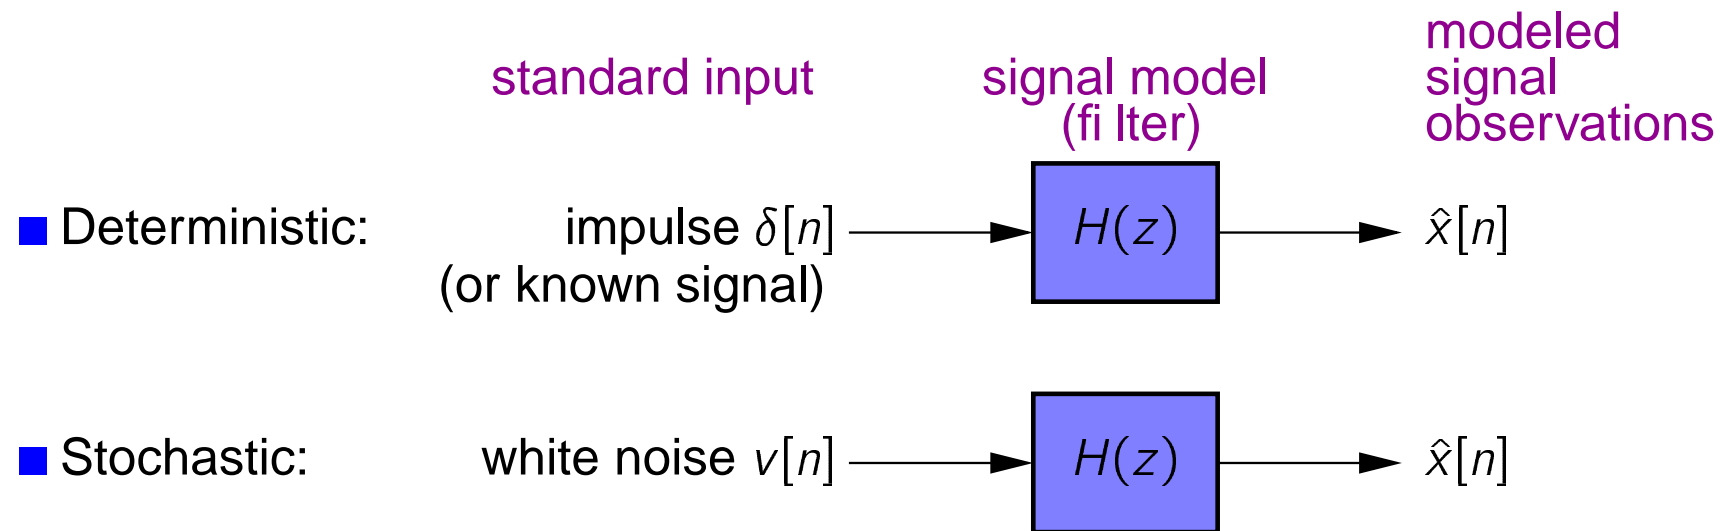 standard input signal model (fi lter) modeled signal observations
Deterministic: impulse δ[n] H(z) x̂[n]
(or known signal)
Stochastic: white noise v[n] H(z) x̂[n]